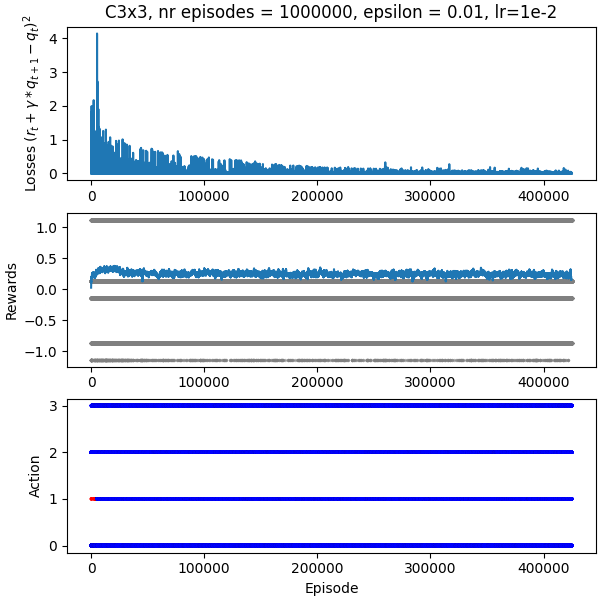 C3x3, nr episodes = 1000000, epsilon = 0.01, lr=1e-2
Losses $(r_t + \gamma * q_{t+1} - q_t)^2$
4
3
2
1
0
0 100000 200000 300000 400000
Rewards
1.0
0.5
0.0
−0.5
−1.0
0 100000 200000 300000 400000
Action
3
2
1
0
0 100000 200000 300000 400000
Episode